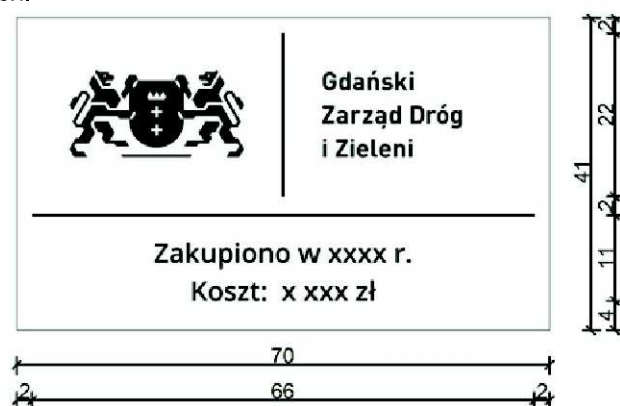 Gdański
Zarząd Dróg
i Zieleni
Zakupiono w xxxx r.
Koszt: x xxx zł
2
22
41
2
11
4
70
2
66
2